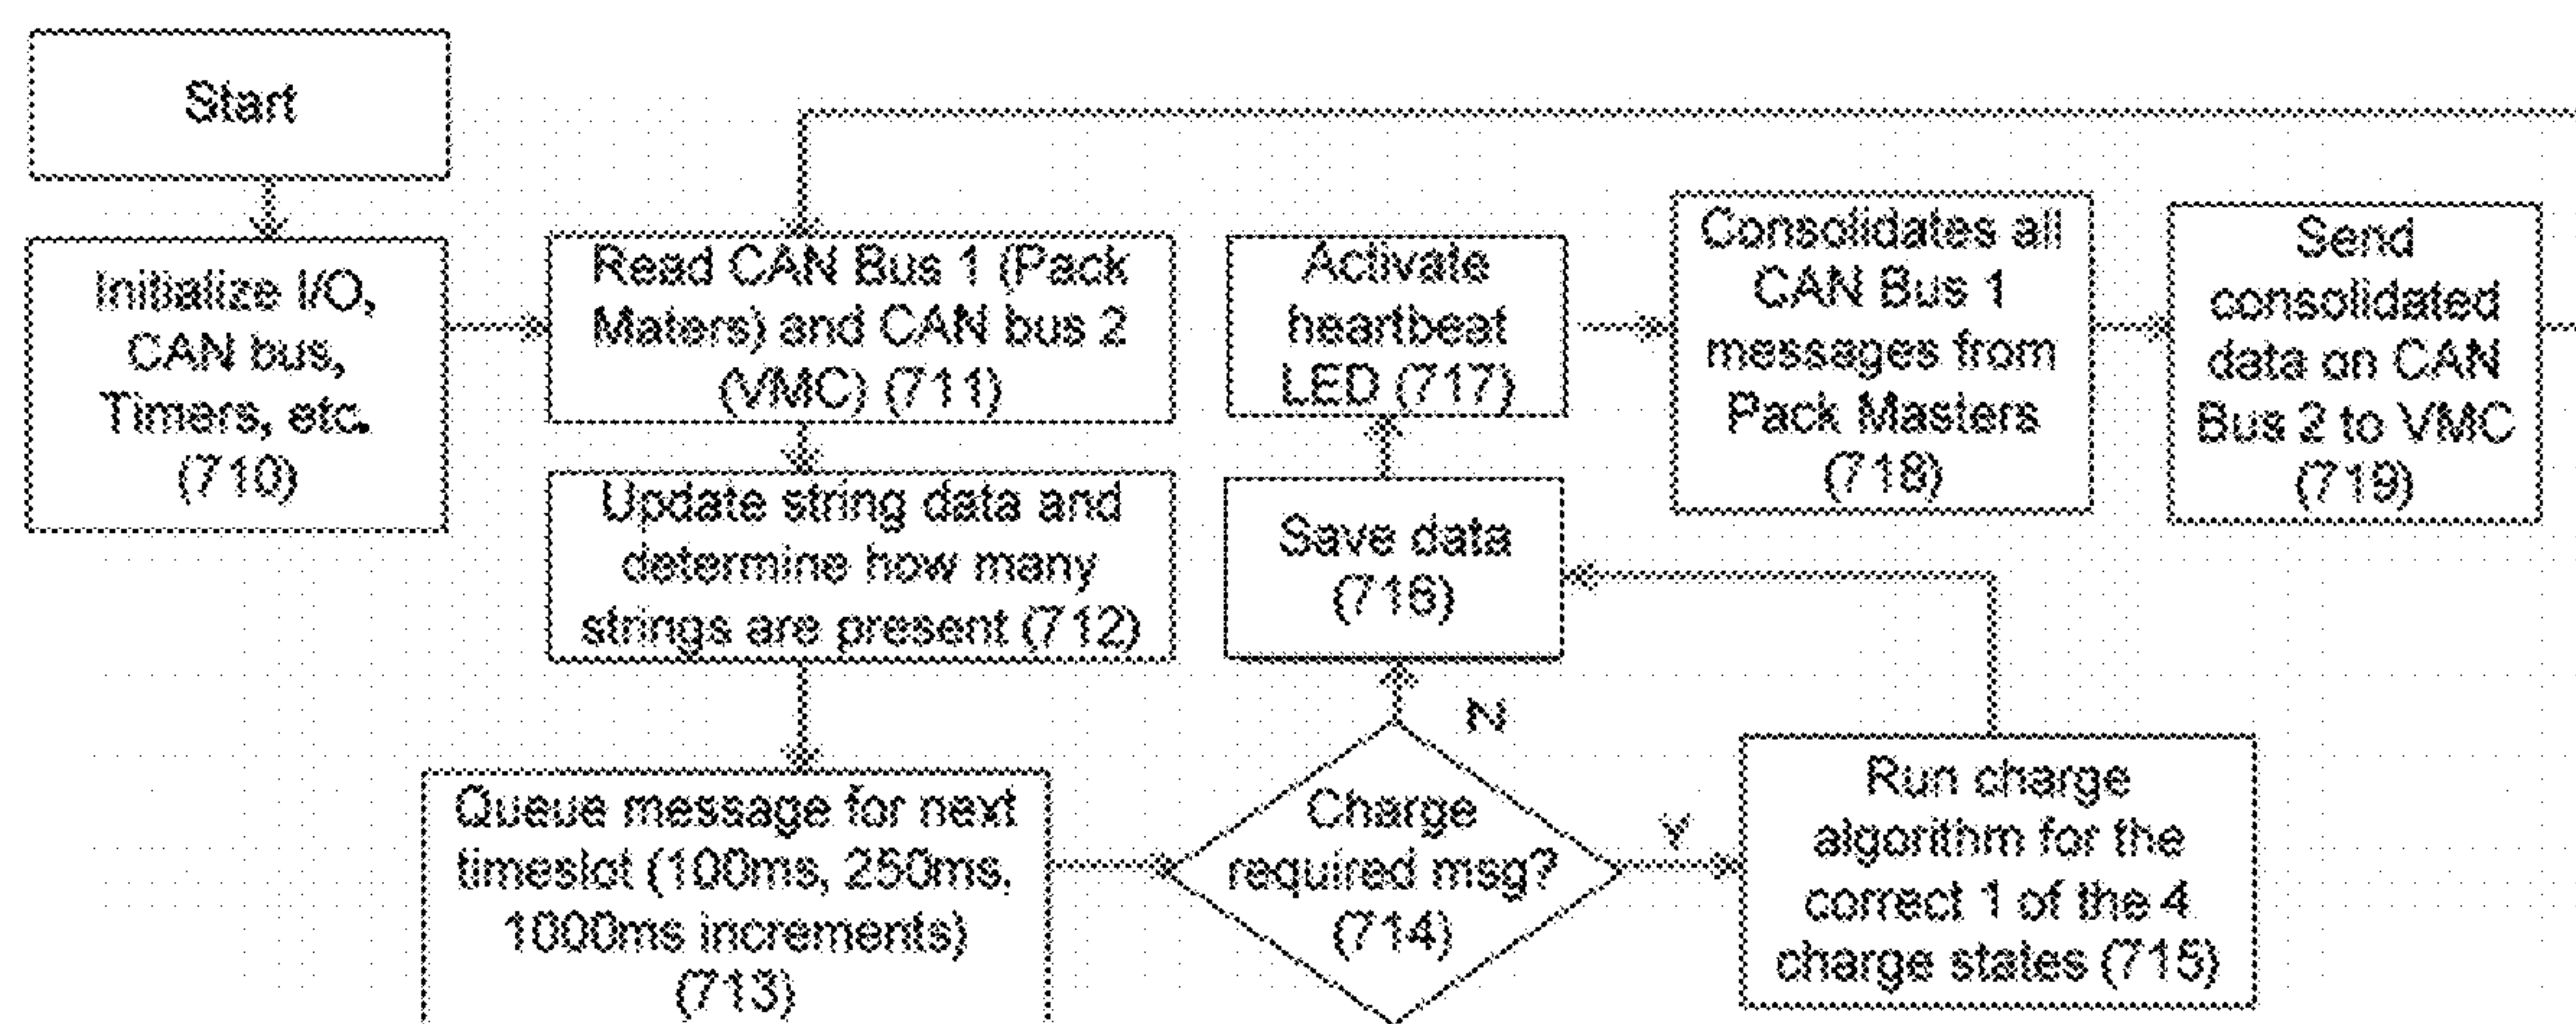 Start
Initialize I/O,
CAN bus,
Timers, etc.
(710)
Read CAN Bus 1 (Pack
Maters) and CAN bus 2
(VMC) (711)
Update string data and
determine how many
strings are present (712)
Queue message for next
timeslot (100ms, 250ms,
1000ms increments)
(713)
Charge
required msg?
(714)
N
Y
Run charge
algorithm for the
correct 1 of the 4
charge states (715)
Save data
(716)
Activate
heartbeat
LED (717)
Consolidates all
CAN Bus 1
messages from
Pack Masters
(718)
Send
consolidated
data on CAN
Bus 2 to VMC
(719)